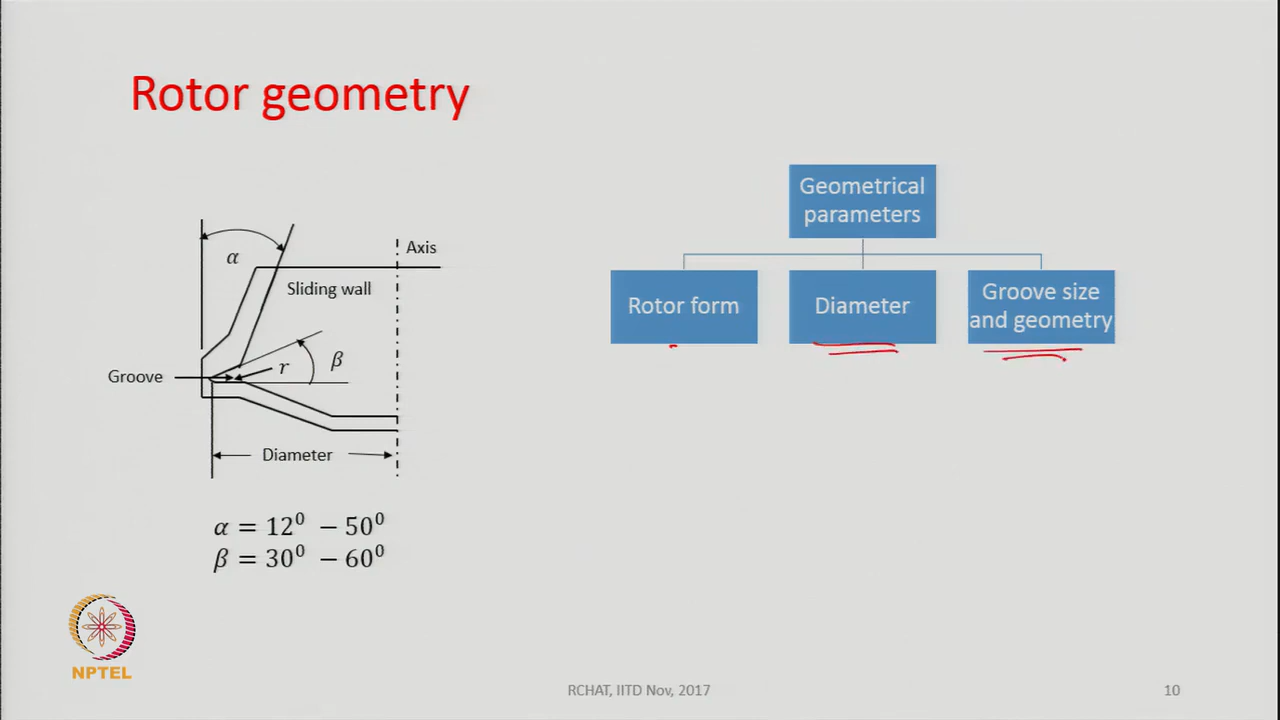 Rotor geometry
α
Axis
Sliding wall
Groove
r
β
Diameter
α = 12⁰ – 50⁰
β = 30⁰ – 60⁰
Geometrical
parameters
Rotor form
Diameter
Groove size
and geometry
NPTEL
RCHAT, IITD Nov, 2017
10